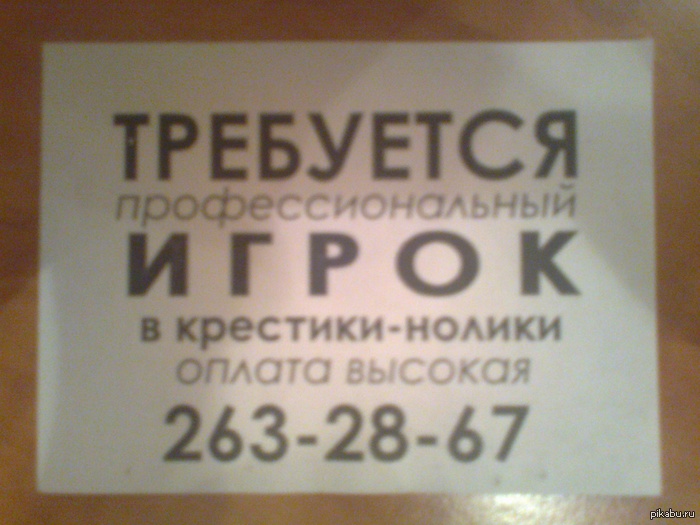 ТРЕБУЕТСЯ
профессиональный
ИГРОК
в крестики-нолики
оплата высокая
263-28-67
pikabu.ru